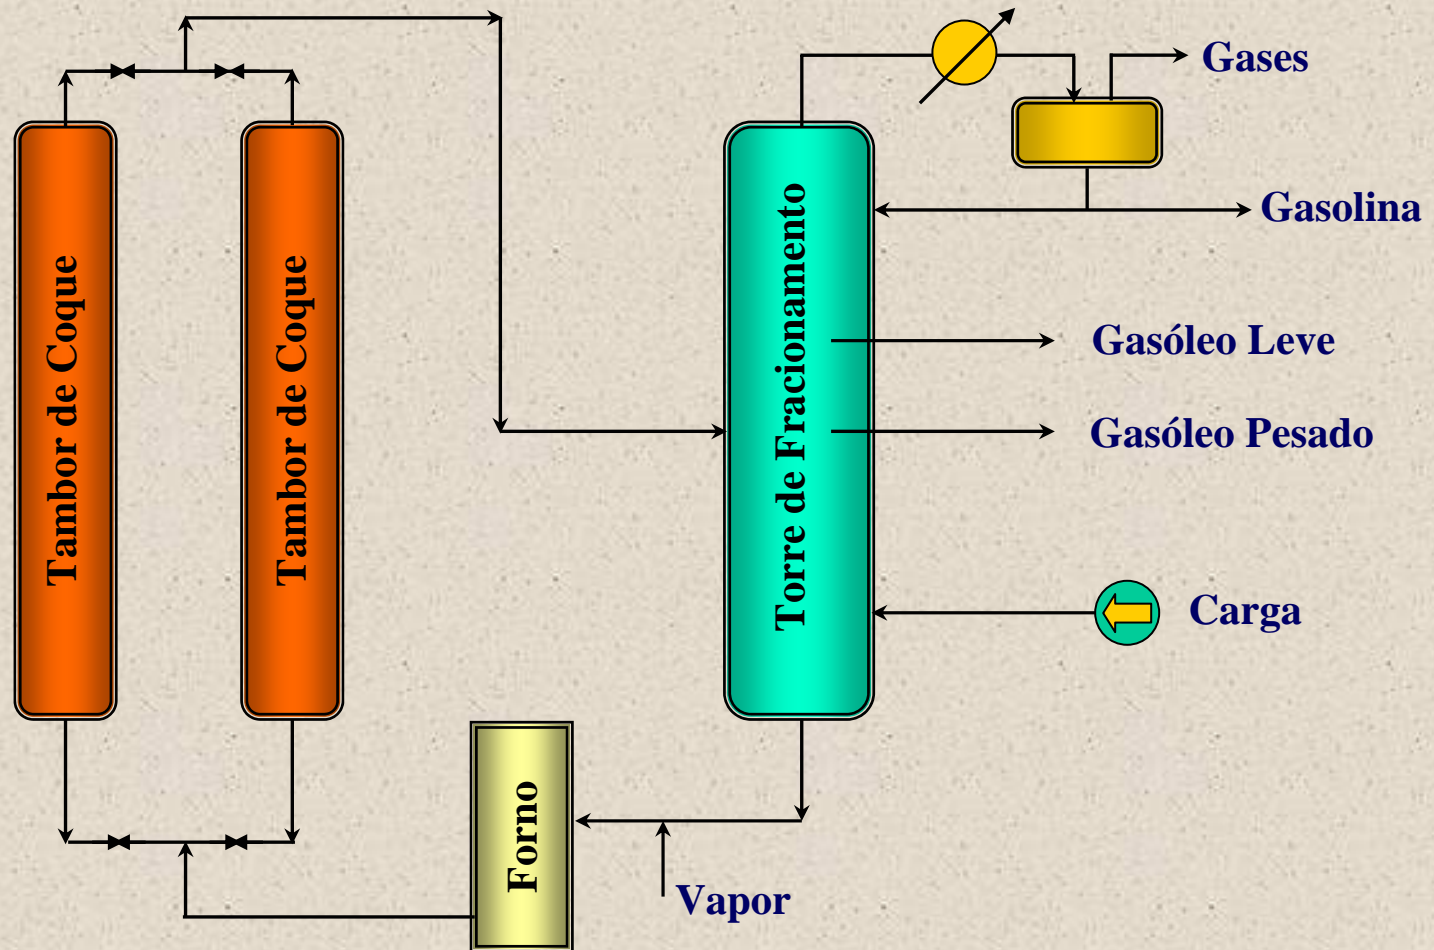 Gases
Gasolina
Tambor de Coque
Tambor de Coque
Torre de Fracionamento
Gasóleo Leve
Gasóleo Pesado
Carga
Forno
Vapor